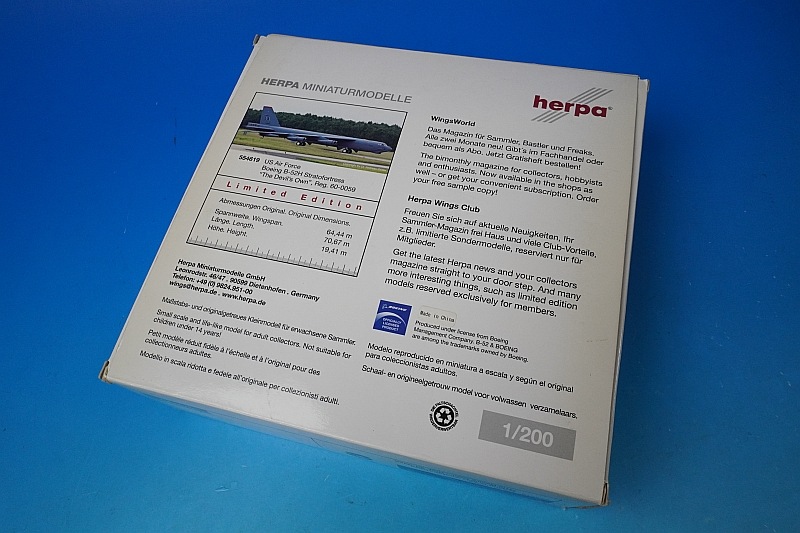 HERPA MINIATURMODELLE
554619 US Air Force
Boeing B-52H Stratofortress
"The Devil's Own", Reg. 60-0059
Limited Edition
Abmessungen Original. Original Dimensions.
Spannweite. Wingspan. 64,44 m
Länge. Length. 70,87 m
Höhe. Height. 19,41 m
Herpa Miniaturmodelle GmbH
Leonrodstr. 46/47 . 90599 Dietenhofen . Germany
Telefon: +49 (0) 9824.951-00
wings@herpa.de . www.herpa.de
Maßstabs- und originalgetreues Kleinmodell für erwachsene Sammler.
Small scale and life-like model for adult collectors. Not suitable for
children under 14 years!
Petit modèle réduit fidèle à l'échelle et à l'original pour des
collectionneurs adultes.
Modello in scala ridotta e fedele all'originale per collezionisti adulti.
herpa®
WingsWorld
Das Magazin für Sammler, Bastler und Freaks.
Alle zwei Monate neu! Gibt's im Fachhandel oder
bequem als Abo. Jetzt Gratisheft bestellen!
The bimonthly magazine for collectors, hobbyists
and enthusiasts. Now available in the shops as
well – or get your convenient subscription. Order
your free sample copy!
Herpa Wings Club
Freuen Sie sich auf aktuelle Neuigkeiten, Ihr
Sammler-Magazin frei Haus und viele Club-Vorteile,
z.B. limitierte Sondermodelle, reserviert nur für
Mitglieder.
Get the latest Herpa news and your collectors
magazine straight to your door step. And many
more interesting things, such as limited edition
models reserved exclusively for members.
BOEING
OFFICIALLY
LICENSED
PRODUCT
Made in China
Produced under license from Boeing
Management Company. B-52 & BOEING
are among the trademarks owned by Boeing.
Modelo reproducido en miniatura a escala y según el original
para coleccionistas adultos.
Schaal- en origineelgetrouw model voor volwassen verzamelaars.
1/200